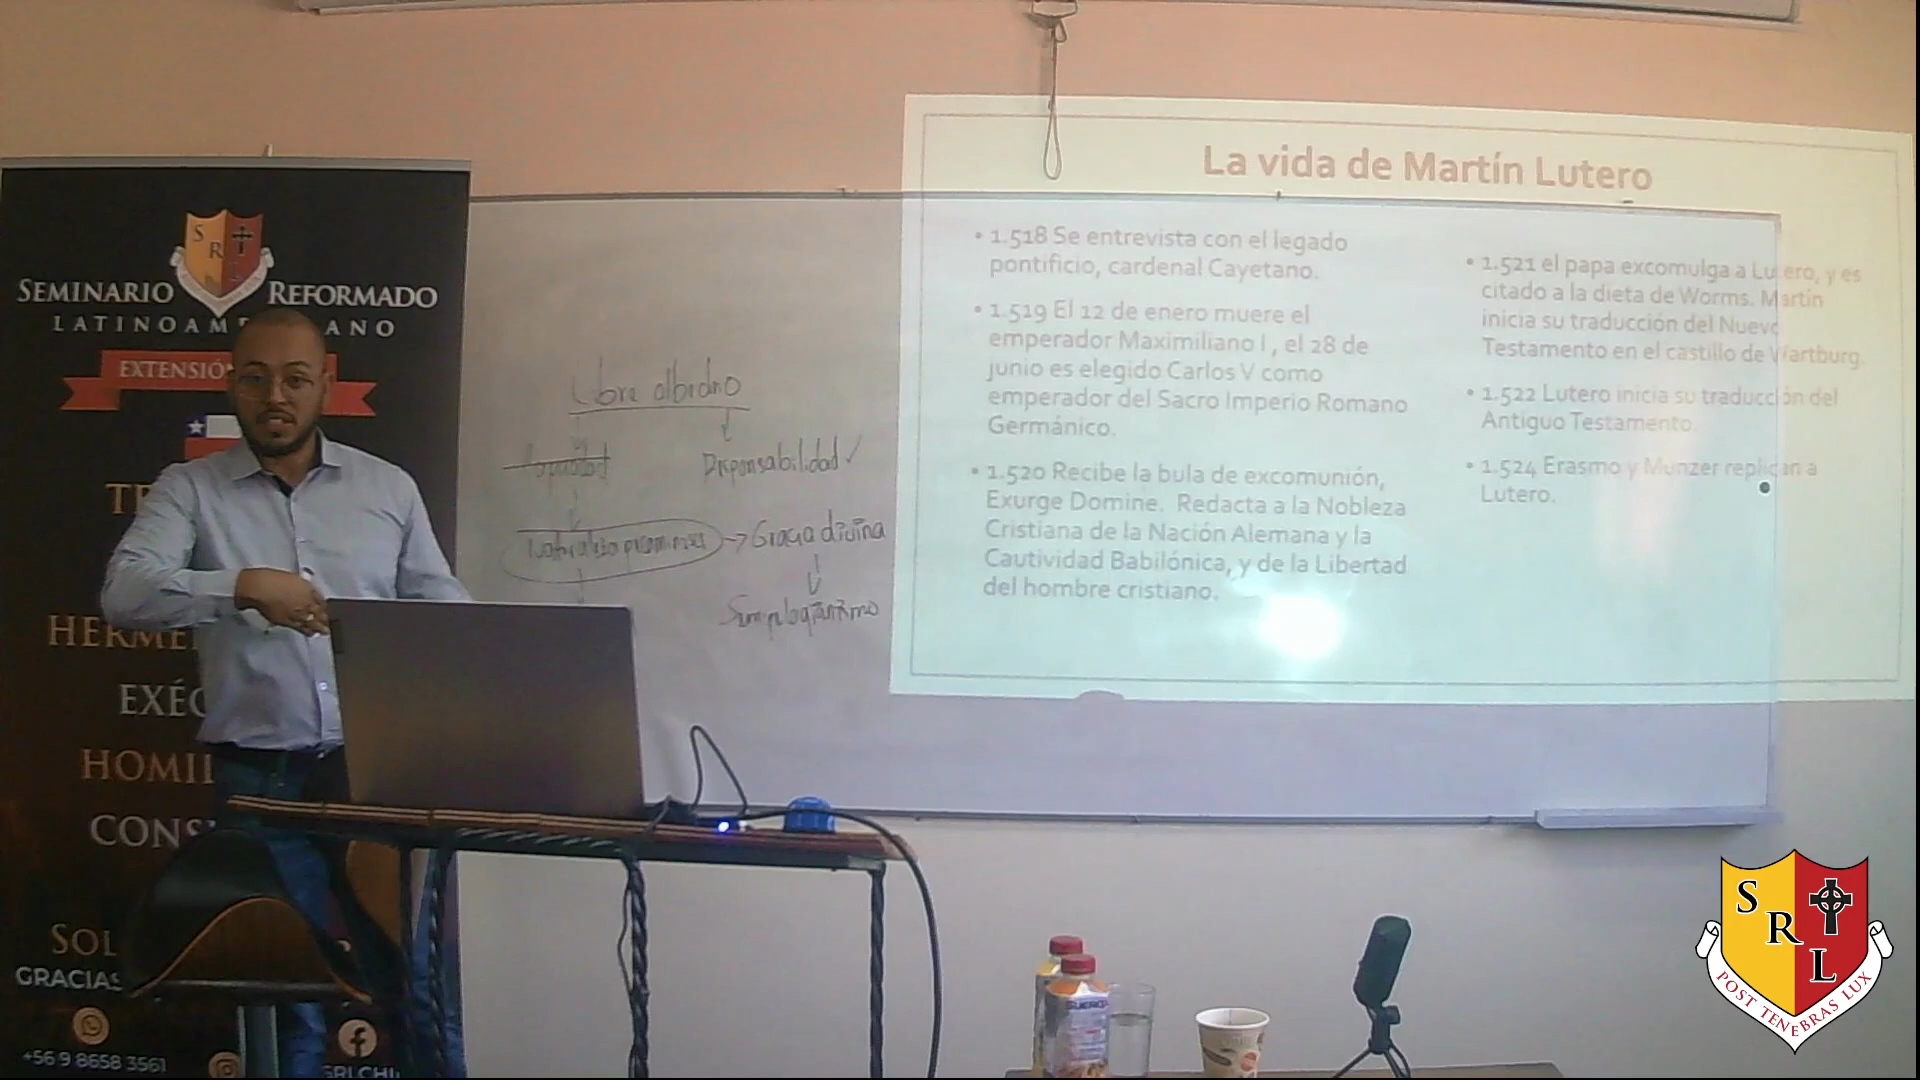 SEMINARIO REFORMADO
LATINOAM ANO
EXTENSIÓ
HERME
EXÉ
HOMIL
CONS
SOL
GRACIAS
+56 9 8658 3561
Libre albedrio
Responsabilidad ✓
Gracia divina
La vida de Martín Lutero
• 1.518 Se entrevista con el legado
pontificio, cardenal Cayetano.
• 1.519 El 12 de enero muere el
emperador Maximiliano I , el 28 de
junio es elegido Carlos V como
emperador del Sacro Imperio Romano
Germánico.
• 1.520 Recibe la bula de excomunión,
Exurge Domine. Redacta a la Nobleza
Cristiana de la Nación Alemana y la
Cautividad Babilónica, y de la Libertad
del hombre cristiano.
• 1.521 el papa excomulga a Lutero, y es
citado a la dieta de Worms. Martín
inicia su traducción del Nuevo
Testamento en el castillo de Wartburg.
• 1.522 Lutero inicia su traducción del
Antiguo Testamento.
• 1.524 Erasmo y Munzer replican a
Lutero.
S R L
POST TENEBRAS LUX